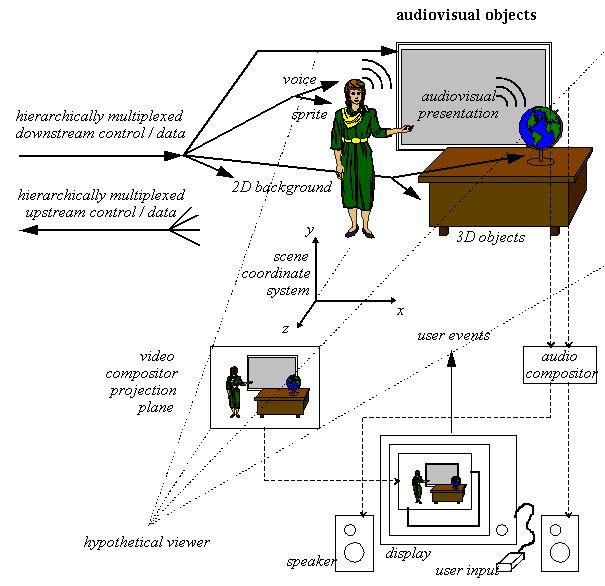 audiovisual objects
voice
sprite
audiovisual
presentation
hierarchically multiplexed
downstream control / data
2D background
hierarchically multiplexed
upstream control / data
3D objects
y
scene
coordinate
system
x
z
user events
video
compositor
projection
plane
audio
compositor
hypothetical viewer
speaker
display
user input